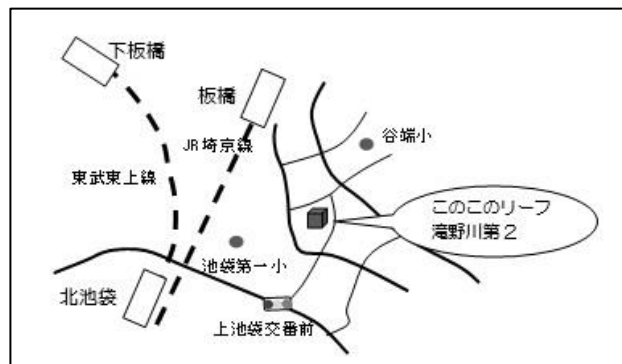 下板橋
板橋
谷端小
JR埼京線
東武東上線
このこのリーフ
滝野川第２
池袋第一小
北池袋
上池袋交番前